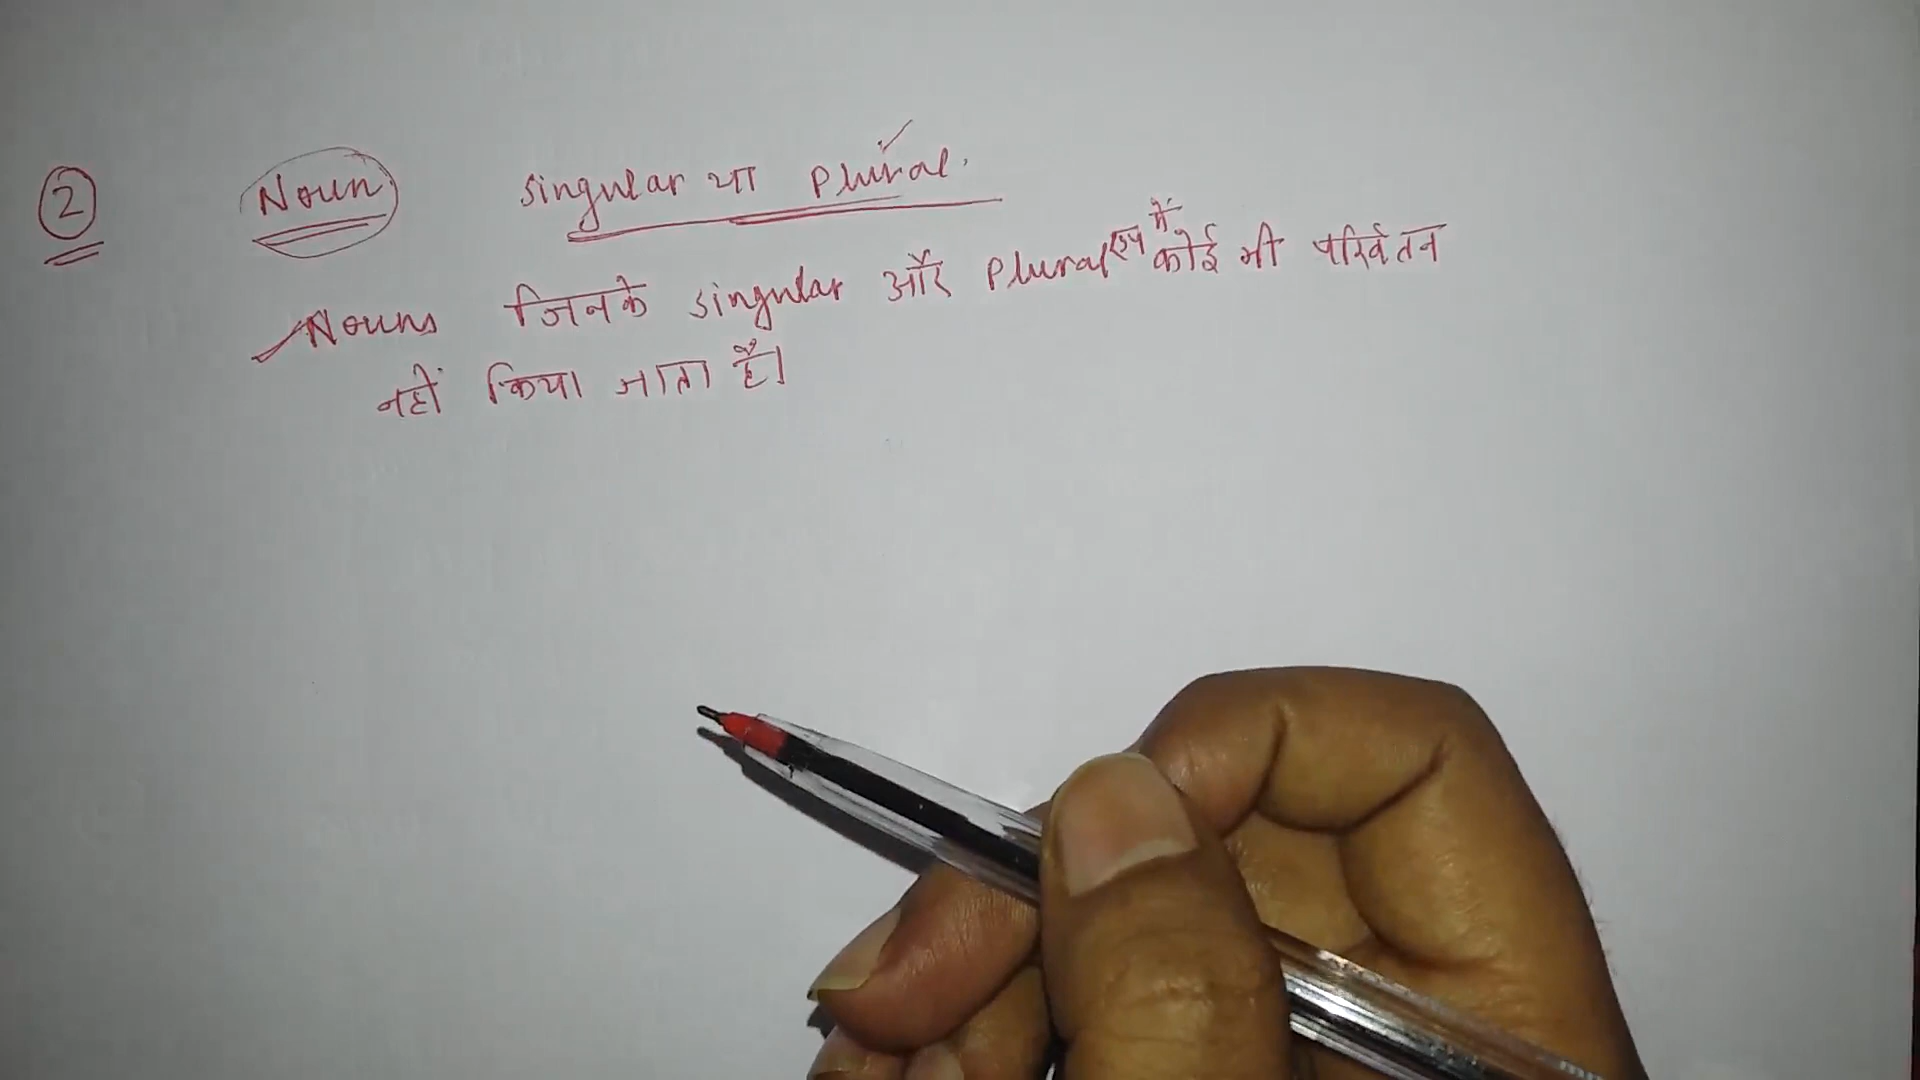 2 Noun singular या plural.
Nouns जिनके singular और plural रूप में कोई भी परिवर्तन
नहीं किया जाता है।